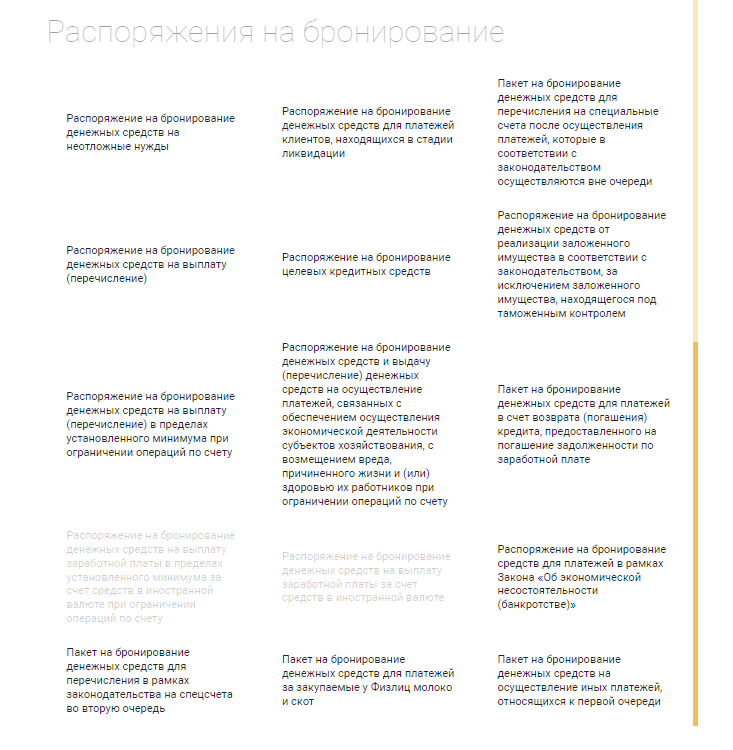 Распоряжения на бронирование
Распоряжение на бронирование
денежных средств на
неотложные нужды
Распоряжение на бронирование
денежных средств для платежей
клиентов, находящихся в стадии
ликвидации
Пакет на бронирование
денежных средств для
перечисления на специальные
счета после осуществления
платежей, которые в
соответствии с
законодательством
осуществляются вне очереди
Распоряжение на бронирование
денежных средств на выплату
(перечисление)
Распоряжение на бронирование
целевых кредитных средств
Распоряжение на бронирование
денежных средств от
реализации заложенного
имущества в соответствии с
законодательством, за
исключением заложенного
имущества, находящегося под
таможенным контролем
Распоряжение на бронирование
денежных средств на выплату
(перечисление) в пределах
установленного минимума при
ограничении операций по счету
Распоряжение на бронирование
денежных средств и выдачу
(перечисление) денежных
средств на осуществление
платежей, связанных с
обеспечением осуществления
экономической деятельности
субъектов хозяйствования, с
возмещением вреда,
причиненного жизни и (или)
здоровью их работников при
ограничении операций по счету
Пакет на бронирование
денежных средств для платежей
в счет возврата (погашения)
кредита, предоставленного на
погашение задолженности по
заработной плате
Распоряжение на бронирование
денежных средств на выплату
заработной платы в пределах
установленного минимума за
счет средств в иностранной
валюте при ограничении
операций по счету
Распоряжение на бронирование
денежных средств на выплату
заработной платы за счет
средств в иностранной валюте
Распоряжение на бронирование
средств для платежей в рамках
Закона «Об экономической
несостоятельности
(банкротстве)»
Пакет на бронирование
денежных средств для
перечисления в рамках
законодательства на спецсчета
во вторую очередь
Пакет на бронирование
денежных средств для платежей
за закупаемые у Физлиц молоко
и скот
Пакет на бронирование
денежных средств на
осуществление иных платежей,
относящихся к первой очереди